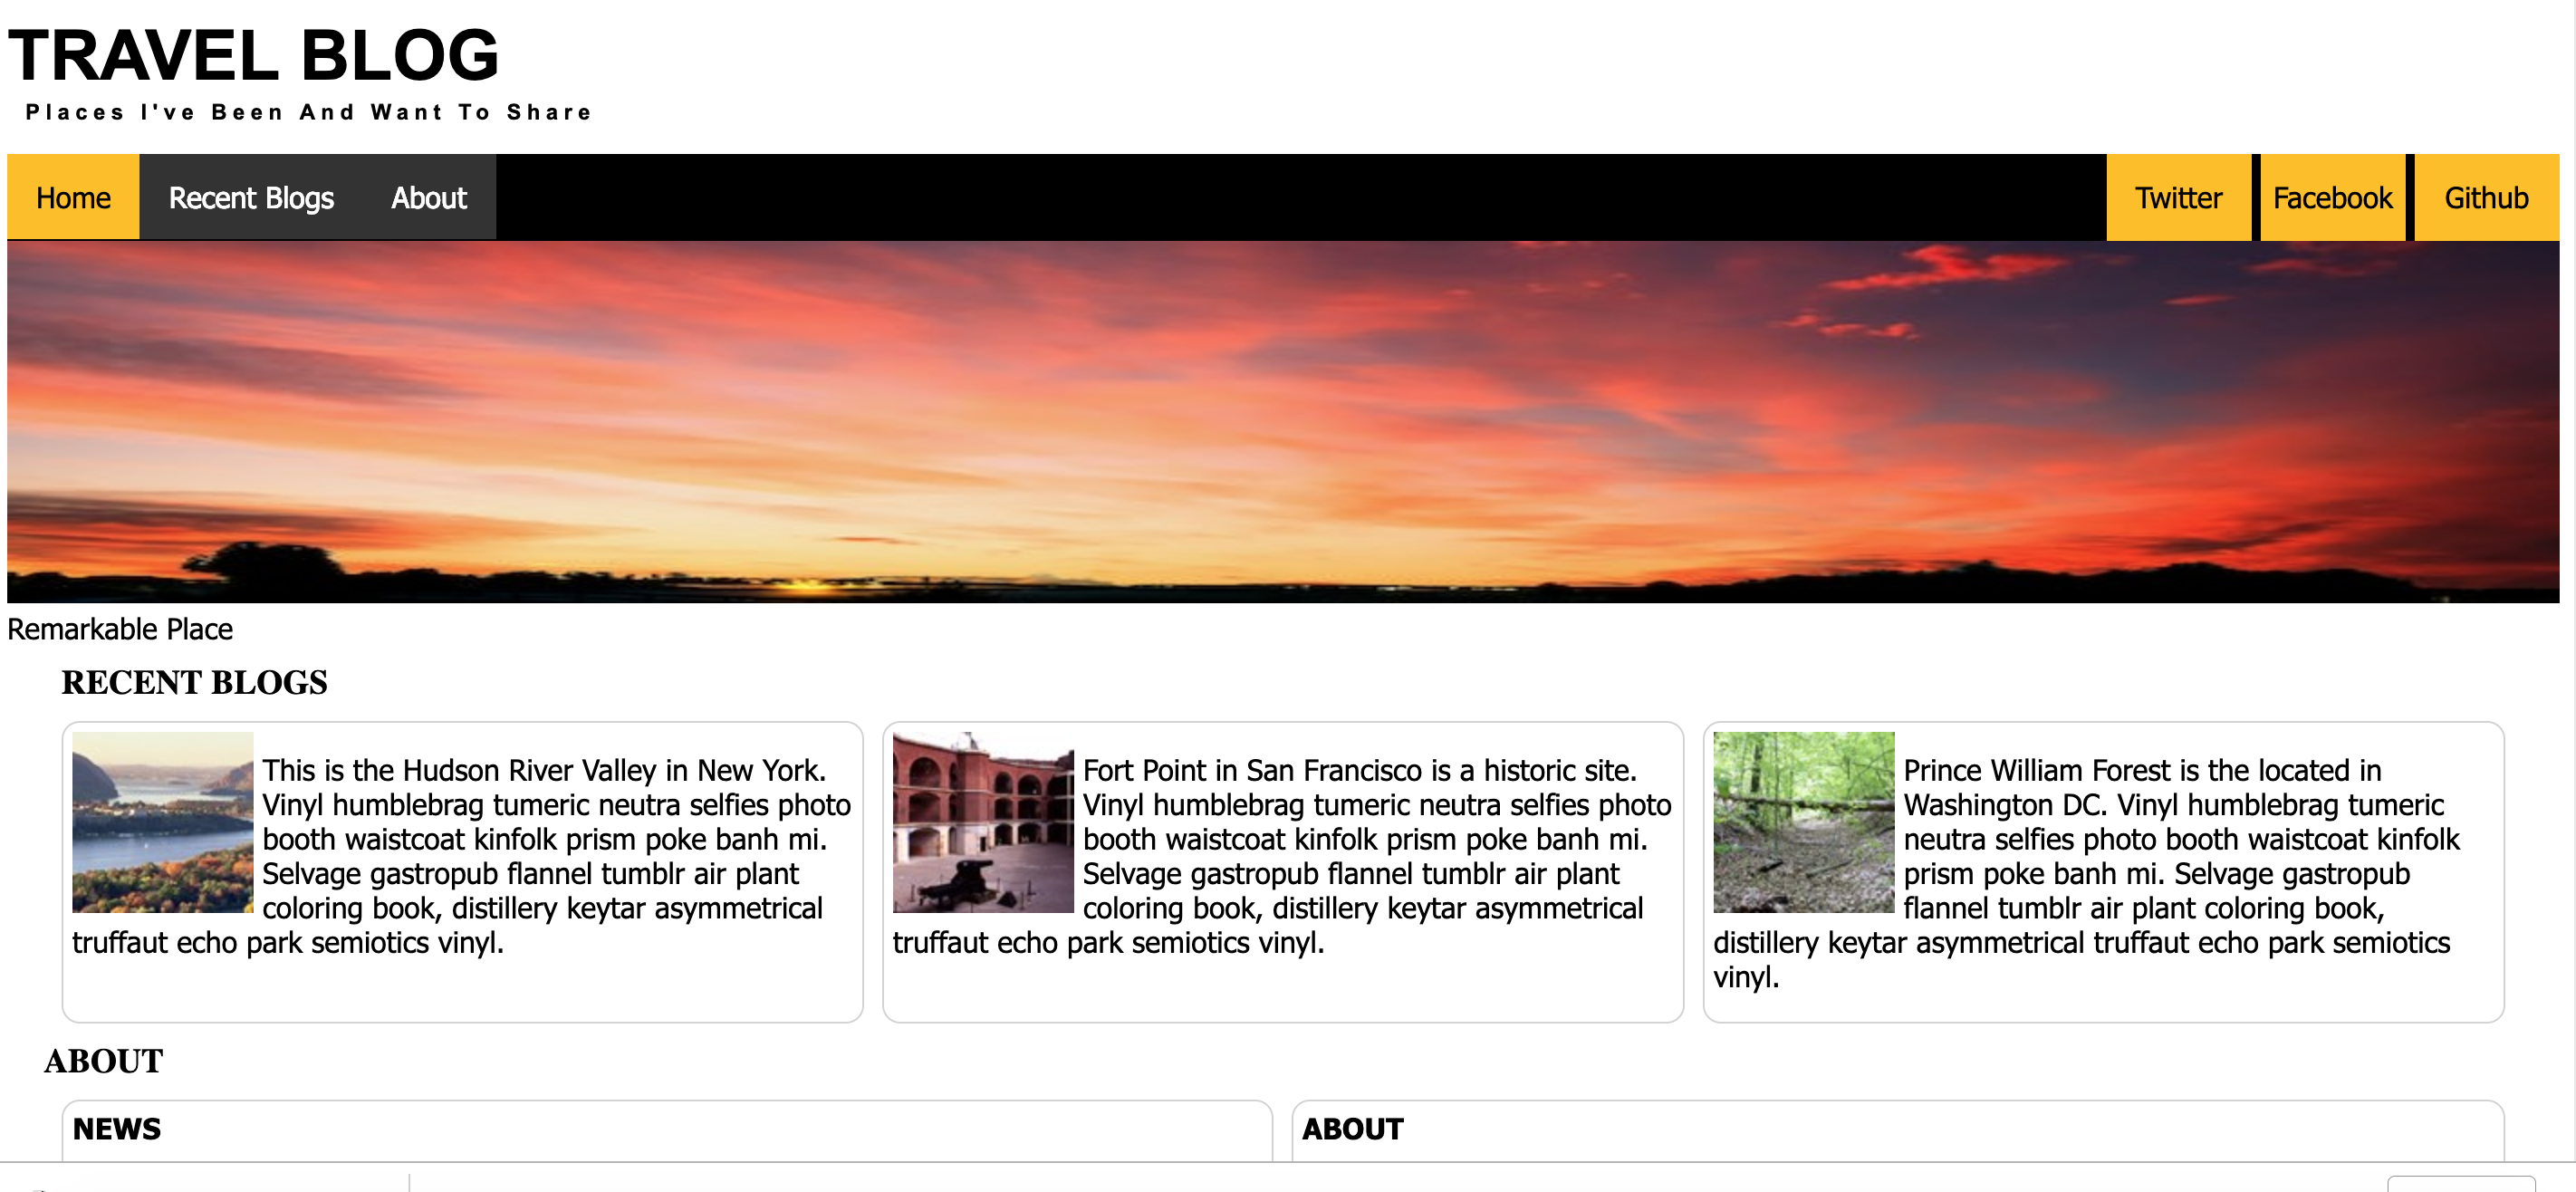 TRAVEL BLOG
Places I've Been And Want To Share
Home Recent Blogs About Twitter Facebook Github
Remarkable Place
RECENT BLOGS
This is the Hudson River Valley in New York.
Vinyl humblebrag tumeric neutra selfies photo
booth waistcoat kinfolk prism poke banh mi.
Selvage gastropub flannel tumblr air plant
coloring book, distillery keytar asymmetrical
truffaut echo park semiotics vinyl.
Fort Point in San Francisco is a historic site.
Vinyl humblebrag tumeric neutra selfies photo
booth waistcoat kinfolk prism poke banh mi.
Selvage gastropub flannel tumblr air plant
coloring book, distillery keytar asymmetrical
truffaut echo park semiotics vinyl.
Prince William Forest is the located in
Washington DC. Vinyl humblebrag tumeric
neutra selfies photo booth waistcoat kinfolk
prism poke banh mi. Selvage gastropub
flannel tumblr air plant coloring book,
distillery keytar asymmetrical truffaut echo park semiotics
vinyl.
ABOUT
NEWS
ABOUT